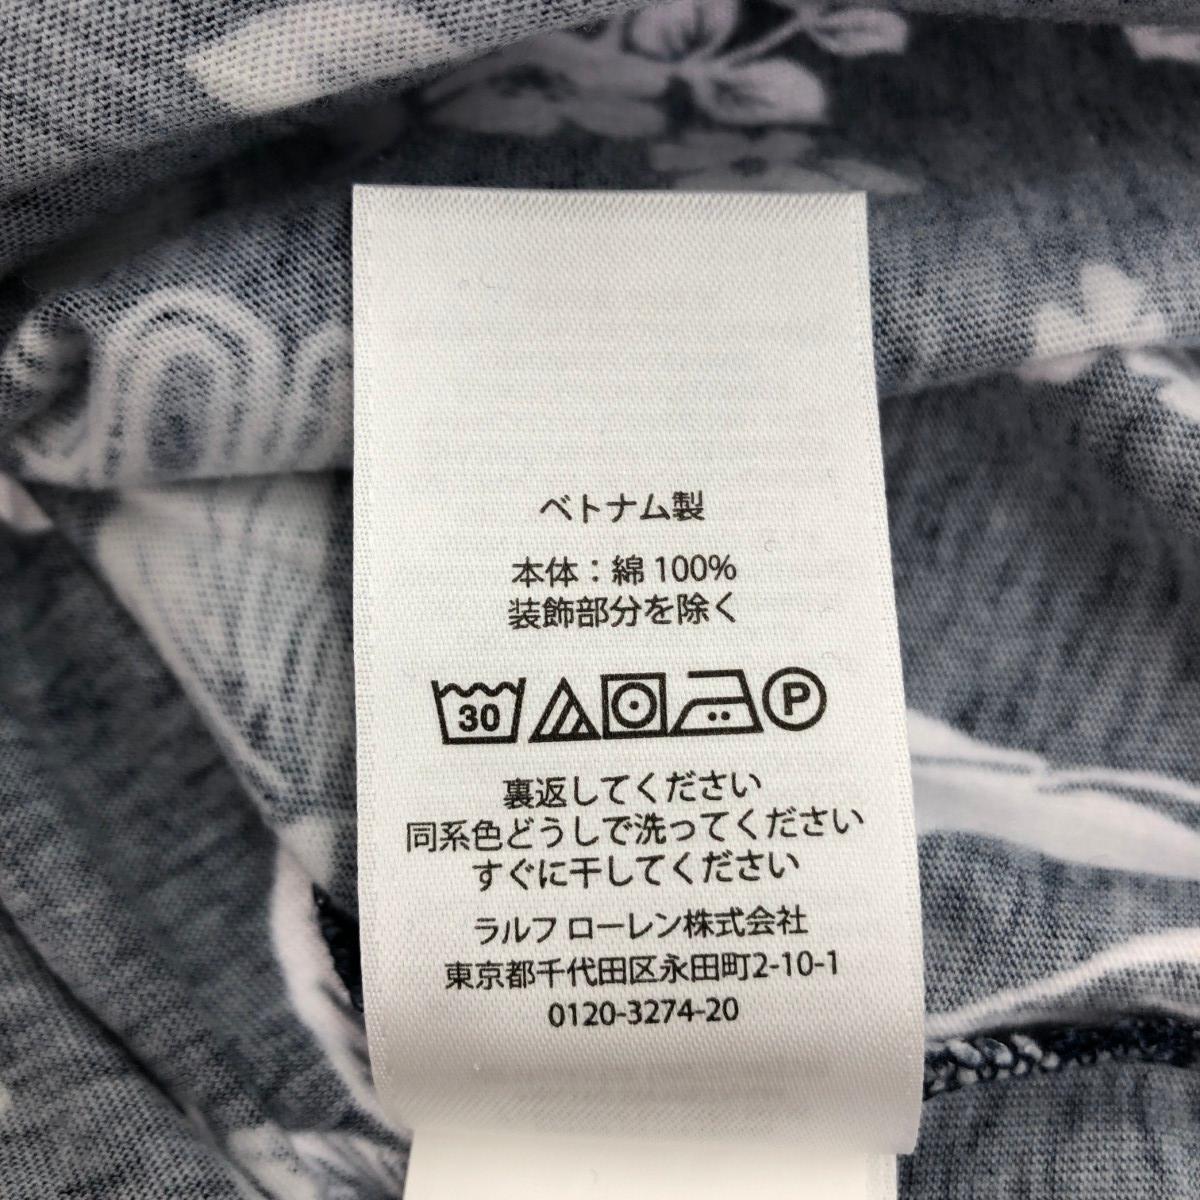 ベトナム製
本体：綿 100%
装飾部分を除く
30 P
裏返してください
同系色どうしで洗ってください
すぐに干してください
ラルフ ローレン株式会社
東京都千代田区永田町2-10-1
0120-3274-20